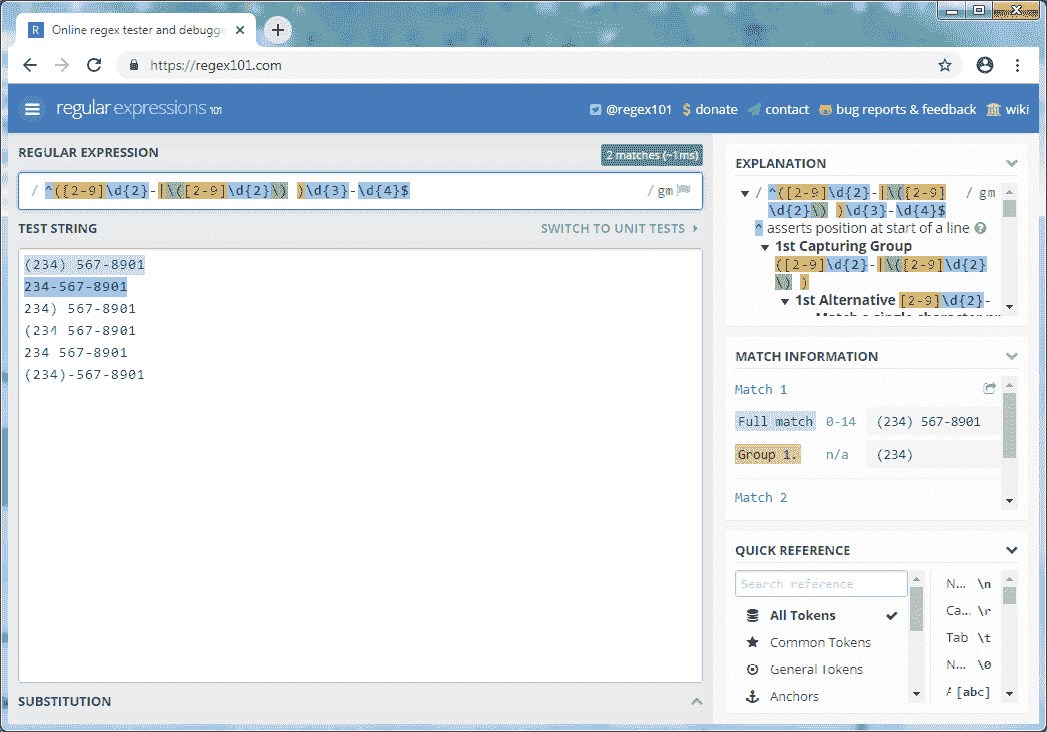 Online regex tester and debugge
https://regex101.com
regular expressions 101
@regex101 $ donate contact bug reports & feedback wiki
REGULAR EXPRESSION
2 matches (~1ms)
/ ^([2-9]\d{2}-|\([2-9]\d{2}\) )\d{3}-\d{4}$ / gm
TEST STRING
SWITCH TO UNIT TESTS
(234) 567-8901
234-567-8901
234) 567-8901
(234 567-8901
234 567-8901
(234)-567-8901
SUBSTITUTION
EXPLANATION
/ ^([2-9]\d{2}-|\([2-9] / gm
\d{2}\) )\d{3}-\d{4}$
^ asserts position at start of a line
1st Capturing Group
([2-9]\d{2}-|\([2-9]\d{2}
\) )
1st Alternative [2-9]\d{2}-
MATCH INFORMATION
Match 1
Full match 0-14 (234) 567-8901
Group 1. n/a (234)
Match 2
QUICK REFERENCE
Search reference
All Tokens
Common Tokens
General Tokens
Anchors
N... \n
Ca... \r
Tab \t
N... \0
[abc]